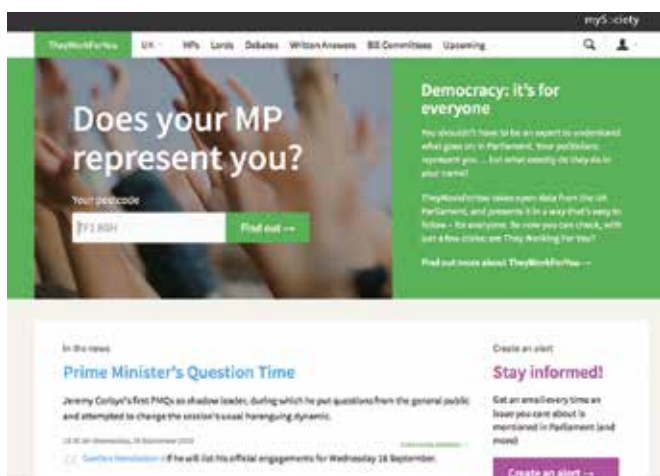 mySociety
TheyWorkForYou UK MPs Lords Debates Written Answers Bill Committees Upcoming
Does your MP
represent you?
Your postcode
Find out →
Democracy: it's for
everyone
You shouldn't have to be an expert to understand
what goes on in Parliament. Your politicians
represent you ... but what exactly do they do in
your name?
TheyWorkForYou takes open data from the UK
Parliament, and presents it in a way that's easy to
follow – for everyone. So now you can check, with
just a few clicks: are They Working For You?
Find out more about TheyWorkForYou →
In the news
Prime Minister's Question Time
Jeremy Corbyn's first PMQs as shadow leader, during which he put questions from the general public
and attempted to change the session's usual haranguing dynamic.
Wednesday, 16 September 2015
If he will list his official engagements for Wednesday 16 September.
Create an alert
Stay informed!
Get an email every time an
issue you care about is
mentioned in Parliament (and
more)
Create an alert →